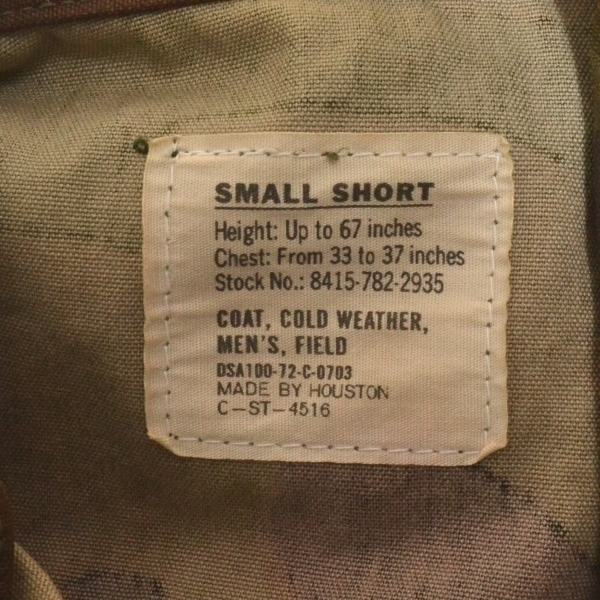 SMALL SHORT
Height: Up to 67 inches
Chest: From 33 to 37 inches
Stock No.: 8415-782-2935
COAT, COLD WEATHER,
MEN'S, FIELD
DSA100-72-C-0703
MADE BY HOUSTON
C-ST-4516